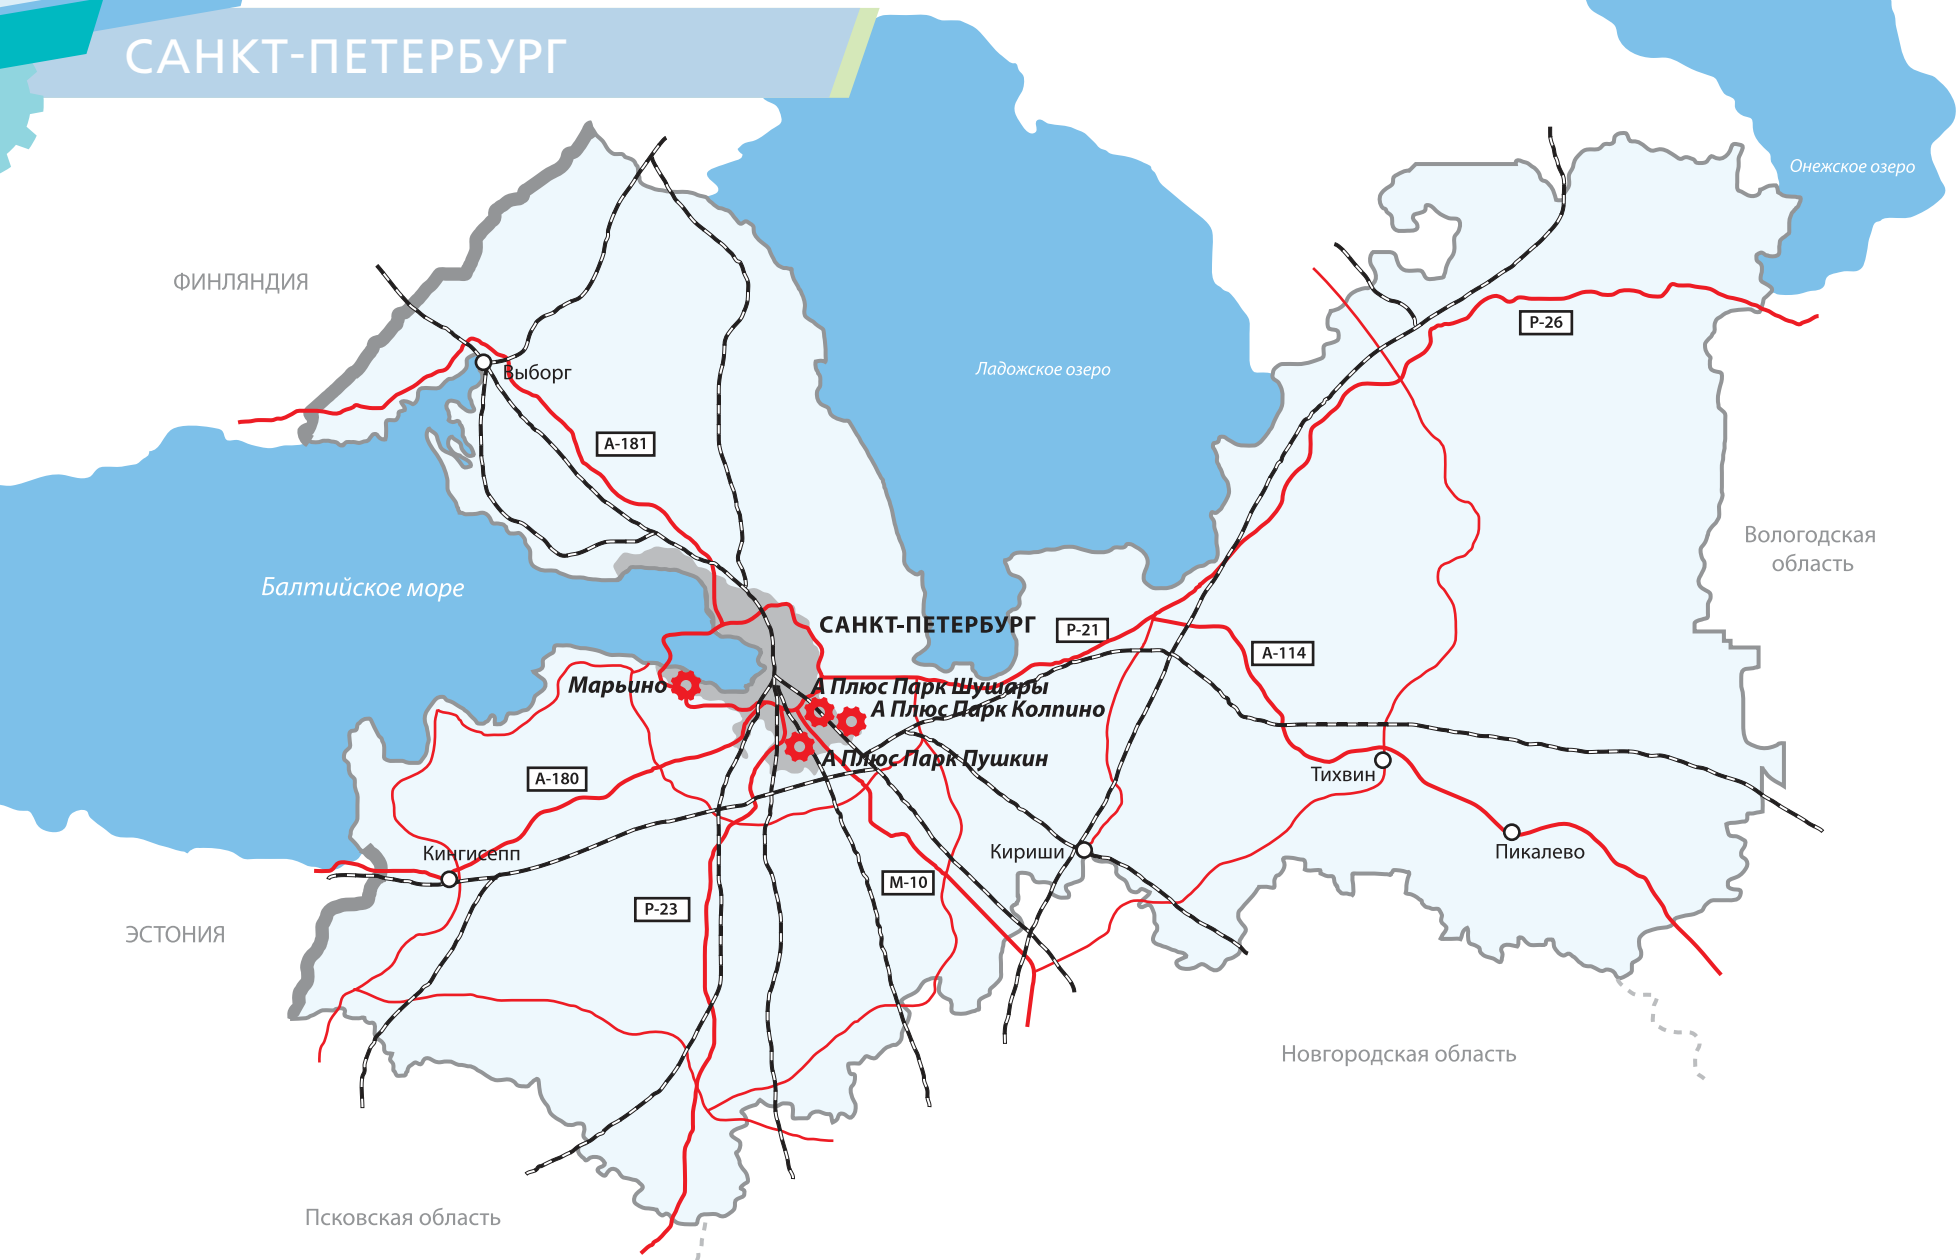 САНКТ-ПЕТЕРБУРГ
Онежское озеро
ФИНЛЯНДИЯ
Р-26
Ладожское озеро
Выборг
А-181
Вологодская
область
Балтийское море
САНКТ-ПЕТЕРБУРГ
Р-21
А-114
Марьино
А Плюс Парк Шушары
А Плюс Парк Колпино
А Плюс Парк Пушкин
А-180
Тихвин
Кингисепп
Кириши
Пикалево
М-10
Р-23
ЭСТОНИЯ
Новгородская область
Псковская область